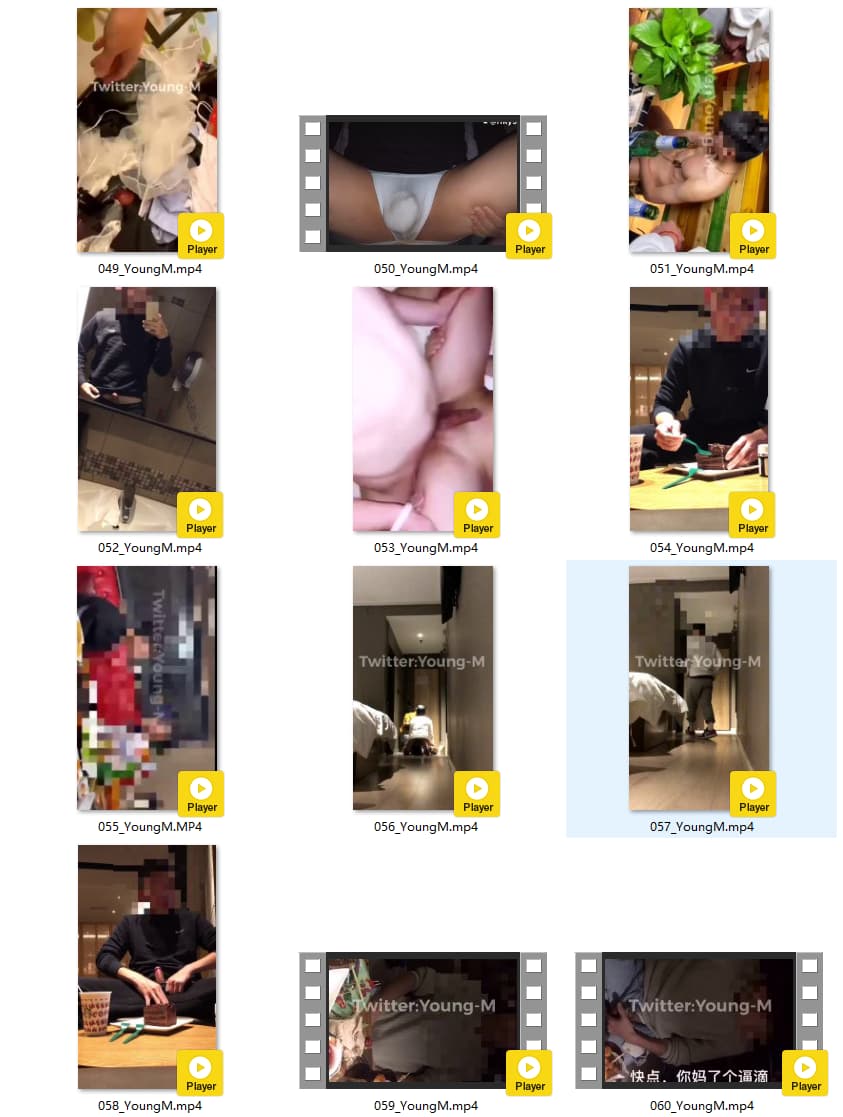 Twitter:Young-M
Player
049_YoungM.mp4
Player
050_YoungM.mp4
Twitter:Young-M
Player
051_YoungM.mp4
Player
052_YoungM.mp4
Player
053_YoungM.mp4
Player
054_YoungM.mp4
Twitter:Young-M
Player
055_YoungM.MP4
Twitter:Young-M
Player
056_YoungM.mp4
Twitter:Young-M
Player
057_YoungM.mp4
Player
058_YoungM.mp4
Twitter:Young-M
Player
059_YoungM.mp4
Twitter:Young-M
快点，你妈了个逼滴
Player
060_YoungM.mp4